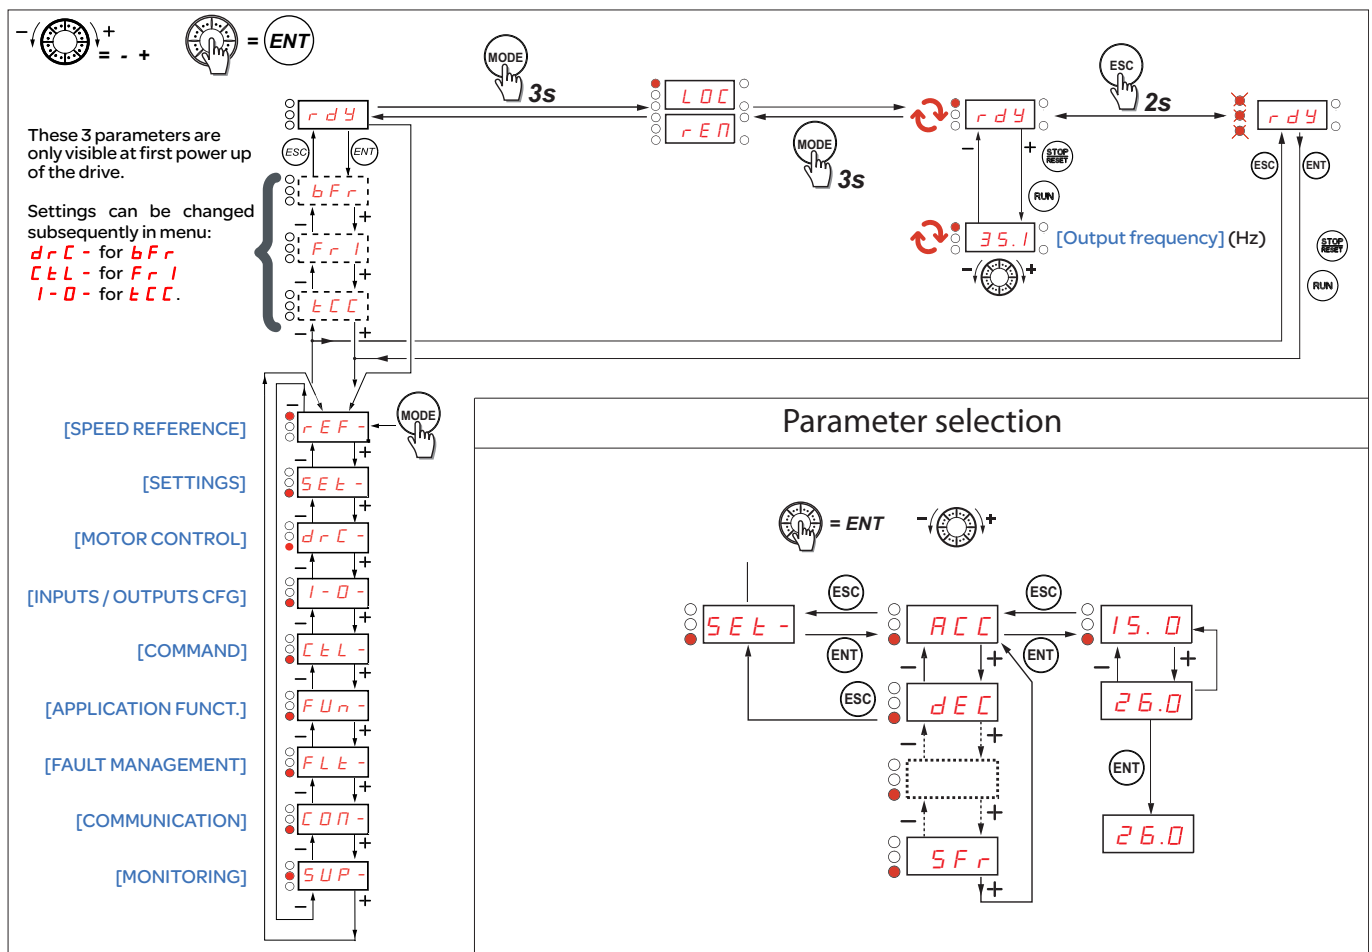 - + = - +
= ENT
MODE
3s
LOC
rEM
MODE
3s
ESC
2s
rdY
rdY
rdY
These 3 parameters are
only visible at first power up
of the drive.
Settings can be changed
subsequently in menu:
drC- for bFr
CtL- for Fr1
I-O- for tCC.
ESC ENT
bFr
- +
Fr1
- +
tCC
- +
- +
STOP
RESET
RUN
35.1 [Output frequency] (Hz)
- +
ESC ENT
STOP
RESET
RUN
-
[SPEED REFERENCE] rEF- MODE
- +
[SETTINGS] SEt-
- +
[MOTOR CONTROL] drC-
- +
[INPUTS / OUTPUTS CFG] I-O-
- +
[COMMAND] CtL-
- +
[APPLICATION FUNCT.] FUn-
- +
[FAULT MANAGEMENT] FLt-
- +
[COMMUNICATION] COM-
- +
[MONITORING] SUP-
- +
Parameter selection
= ENT - +
ESC ESC
SEt- ACC 15.0
ENT ENT
- + - +
ESC dEC 26.0
- +
ENT
- +
SFr 26.0
+